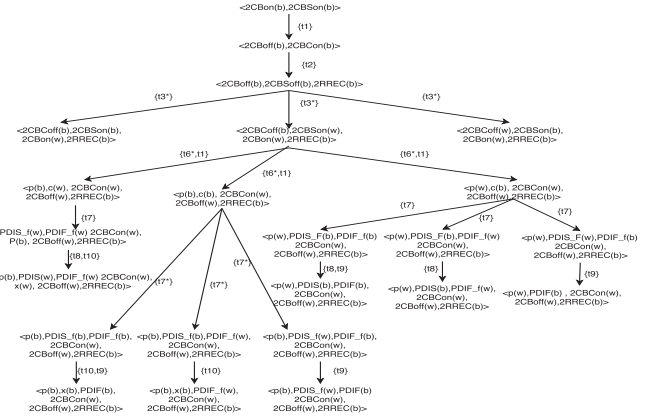 <2CBon(b),2CBSon(b)>
{t1}
<2CBoff(b),2CBCon(b)>
{t2}
<2CBCoff(b),2CBSoff(b),2RREC(b)>
{t3*}
{t3*}
{t3*}
<2CBCoff(b),2CBSon(b),
2CBon(w),2RREC(b)>
<2CBCoff(b),2CBSon(w),
2CBon(w),2RREC(b)>
<2CBCoff(w),2CBSon(b),
2CBon(b),2RREC(b)>
{t6*,t1}
{t6*,t1}
{t6*,t1}
<p(b),c(w), 2CBCon(w),
2CBoff(w),2RREC(b)>
<p(b),c(b), 2CBCon(w),
2CBoff(w),2RREC(b)>
<p(w),c(b), 2CBCon(w),
2CBoff(w),2RREC(b)>
{t7}
{t7}
{t7}
{t7}
PDIS_f(w),PDIF_f(w) 2CBCon(w),
P(b), 2CBoff(w),2RREC(b)>
<p(w),PDIS_F(b),PDIF_f(b)
2CBCon(w),
2CBoff(w),2RREC(b)>
<p(w),PDIS_F(b),PDIF_f(w)
2CBCon(w),
2CBoff(w),2RREC(b)>
<p(w),PDIS_F(w),PDIF_f(b)
2CBCon(w),
2CBoff(w),2RREC(b)>
{t8,t10}
{t8,t9}
{t8}
{t9}
p(b),PDIS(w),PDIF_f(w) 2CBCon(w),
x(w), 2CBoff(w),2RREC(b)>
<p(w),PDIS(b),PDIF(b),
2CBCon(w),
2CBoff(w),2RREC(b)>
<p(w),PDIS(b),PDIF_f(w),
2CBCon(w),
2CBoff(w),2RREC(b)>
<p(w),PDIF(b) , 2CBCon(w),
2CBoff(w),2RREC(b)>
{t7*}
{t7*}
{t7*}
<p(b),PDIS_f(b),PDIF_f(b),
2CBCon(w),
2CBoff(w),2RREC(b)>
<p(b),PDIS_f(b),PDIF_f(w),
2CBCon(w),
2CBoff(w),2RREC(b)>
<p(b),PDIS_f(w),PDIF_f(b),
2CBCon(w),
2CBoff(w),2RREC(b)>
{t10,t9}
{t10}
{t9}
<p(b),x(b),PDIF(b),
2CBCon(w),
2CBoff(w),2RREC(b)>
<p(b),x(b),PDIF_f(w),
2CBCon(w),
2CBoff(w),2RREC(b)>
<p(b),PDIS_f(w),PDIF(b)
2CBCon(w),
2CBoff(w),2RREC(b)>